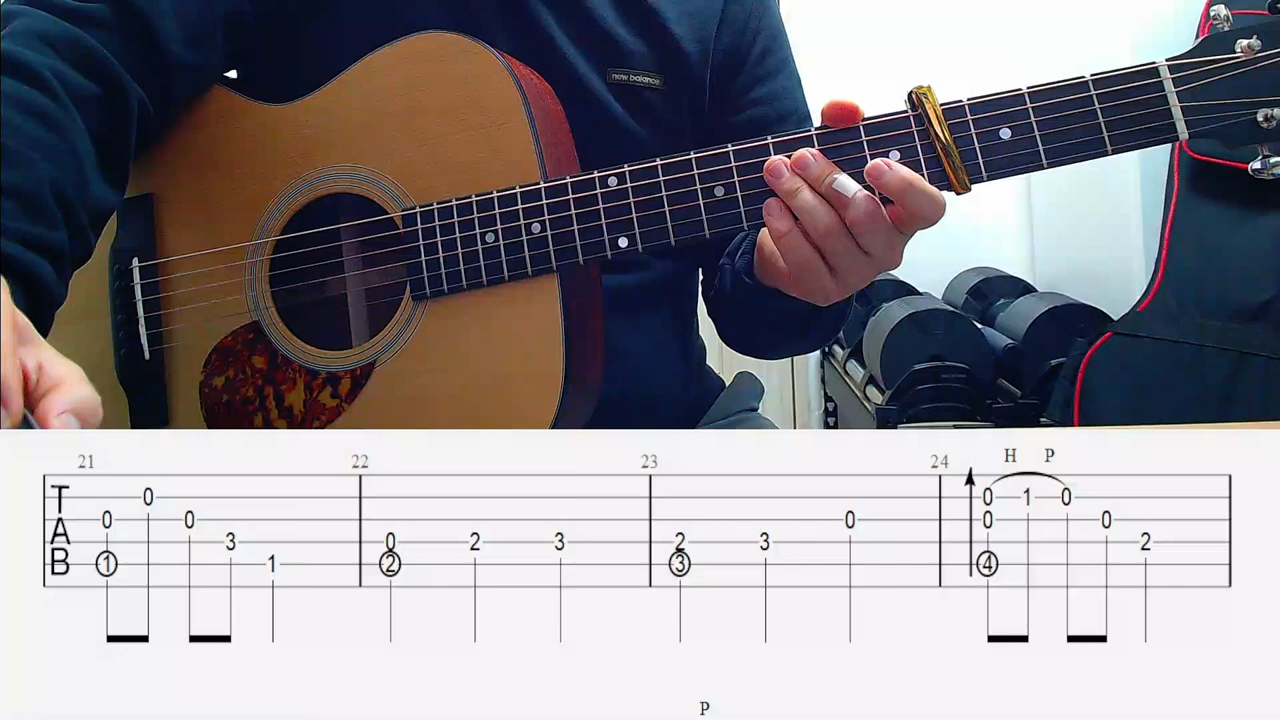 new balance
21 22 23 24 H P
T 0 0 1 0
0 0 0 0 0
A 3 0 2 3 2 3 2
B 1 1 2 3 4
P